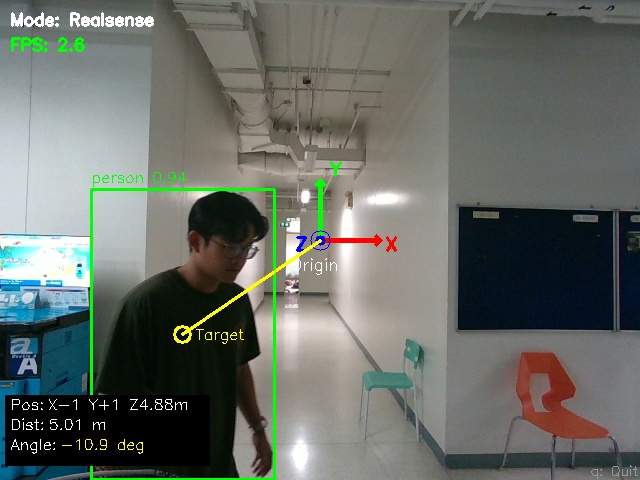 Mode: Realsense
FPS: 2.6
person 0.94
Y
Z
X
Origin
Target
a
A
Pos: X-1 Y+1 Z4.88m
Dist: 5.01 m
Angle: -10.9 deg
q: Quit